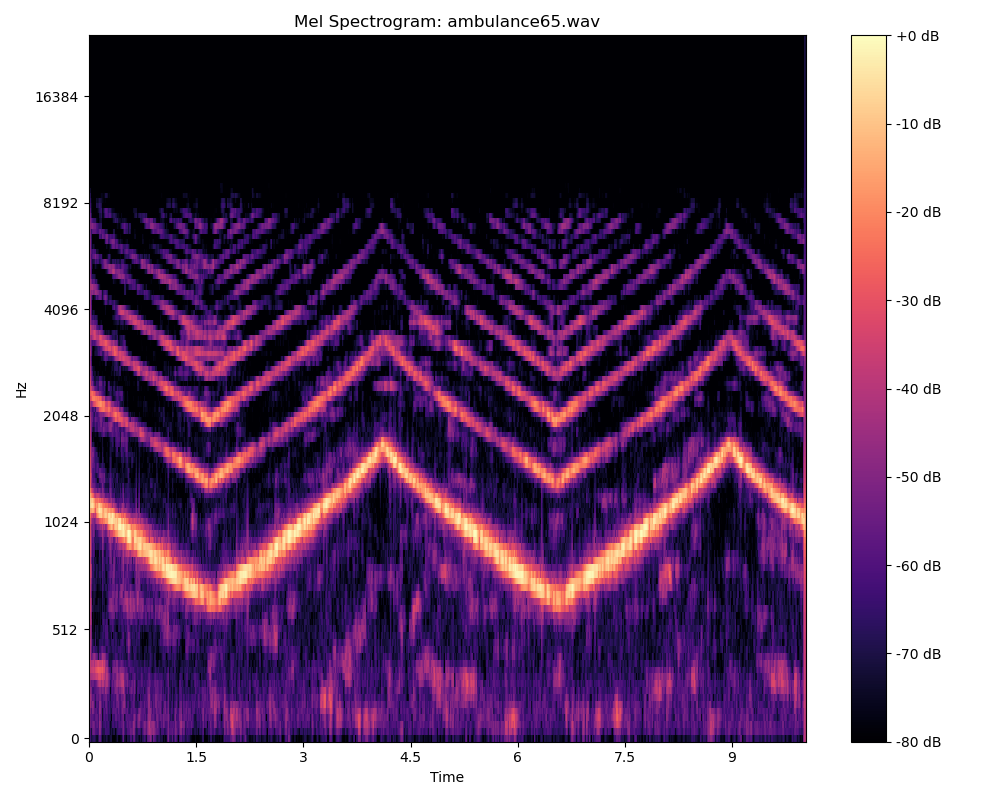 Mel Spectrogram: ambulance65.wav
+0 dB
16384
-10 dB
8192
-20 dB
4096
-30 dB
Hz
-40 dB
2048
-50 dB
1024
-60 dB
512
-70 dB
0
-80 dB
0 1.5 3 4.5 6 7.5 9
Time